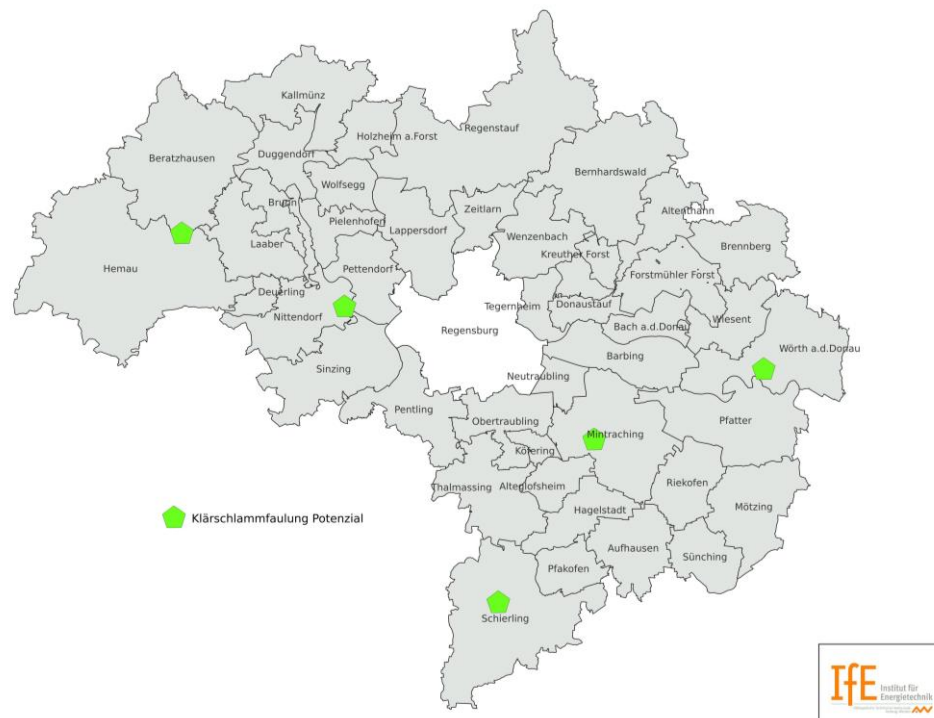 Kallmünz
Holzheim a.Forst
Regenstauf
Beratzhausen
Duggendorf
Bernhardswald
Wolfsegg
Brunn
Pielenhofen
Zeitlarn
Altenthann
Lappersdorf
Wenzenbach
Laaber
Brennberg
Kreuther Forst
Hemau
Pettendorf
Forstmühler Forst
Deuerling
Tegernheim
Donaustauf
Nittendorf
Wiesent
Regensburg
Bach a.d.Donau
Wörth a.d.Donau
Barbing
Sinzing
Neutraubling
Pentling
Obertraubling
Pfatter
Mintraching
Köfering
Riekofen
Thalmassing
Alteglofsheim
Mötzing
Hagelstadt
Klärschlammfaulung Potenzial
Aufhausen
Sünching
Pfakofen
Schierling
IfE Institut für
Energietechnik